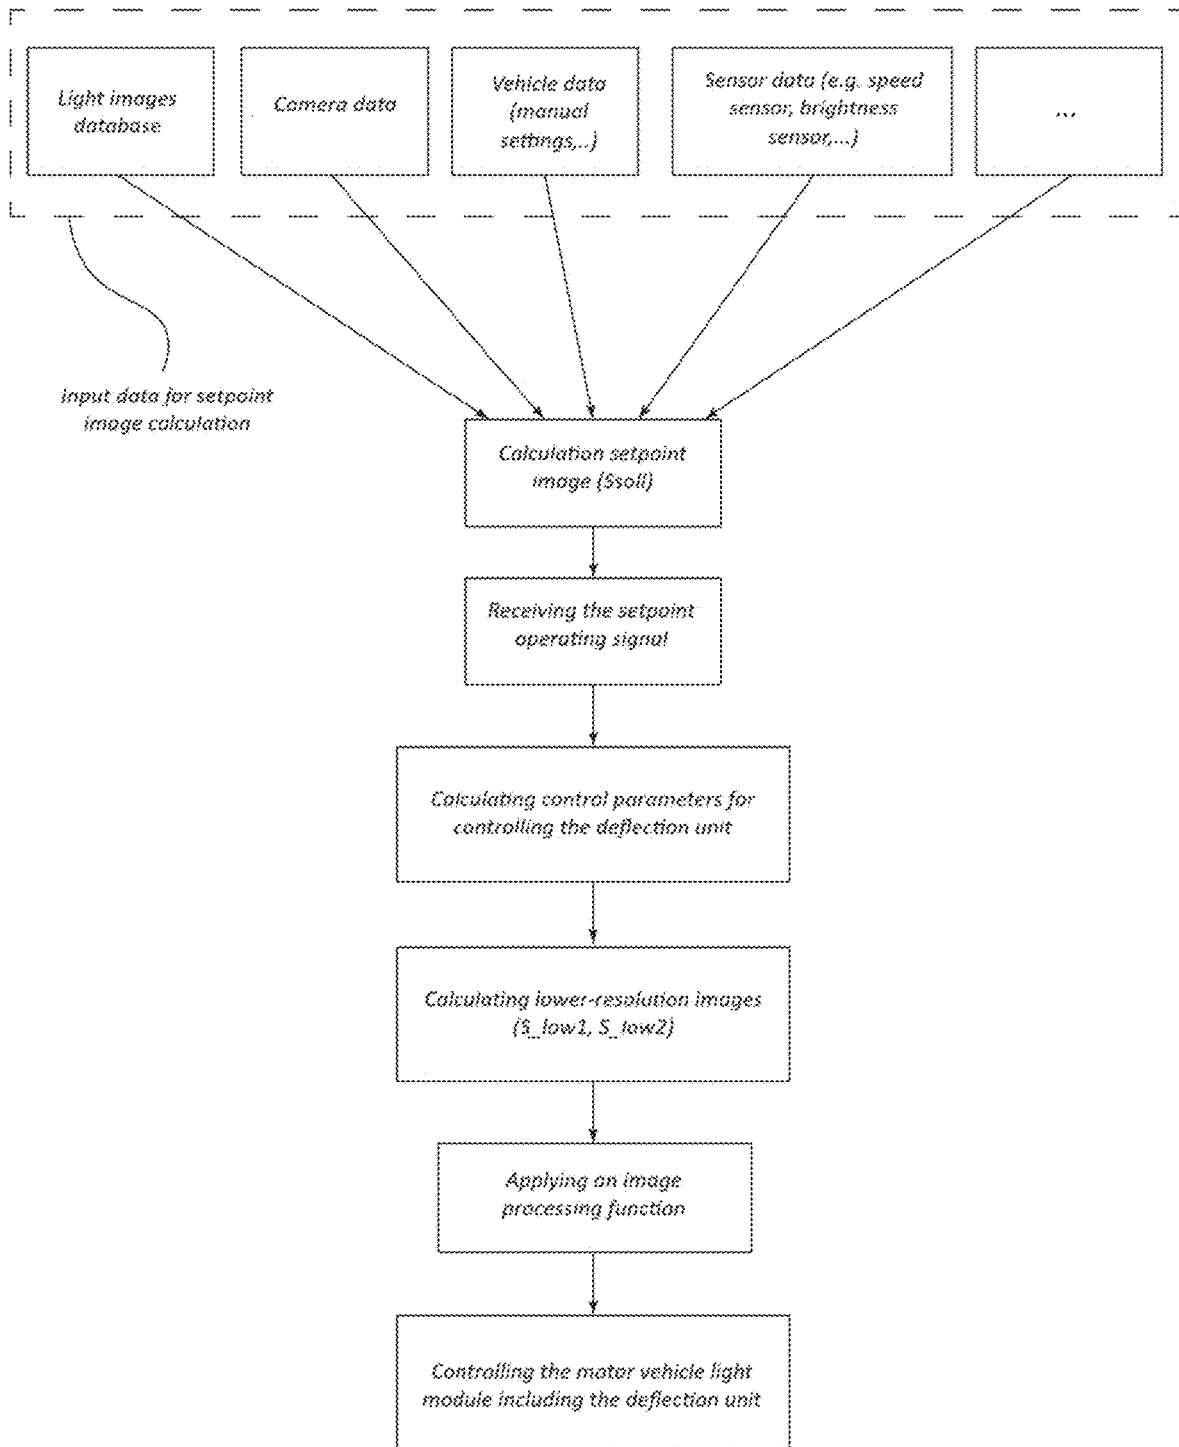 Light images
database
Camera data
Vehicle data
(manual
settings,..)
Sensor data (e.g. speed
sensor, brightness
sensor,...)
...
input data for setpoint
image calculation
Calculation setpoint
image (Ssoll)
Receiving the setpoint
operating signal
Calculating control parameters for
controlling the deflection unit
Calculating lower-resolution images
(S_low1, S_low2)
Applying an image
processing function
Controlling the motor vehicle light
module including the deflection unit